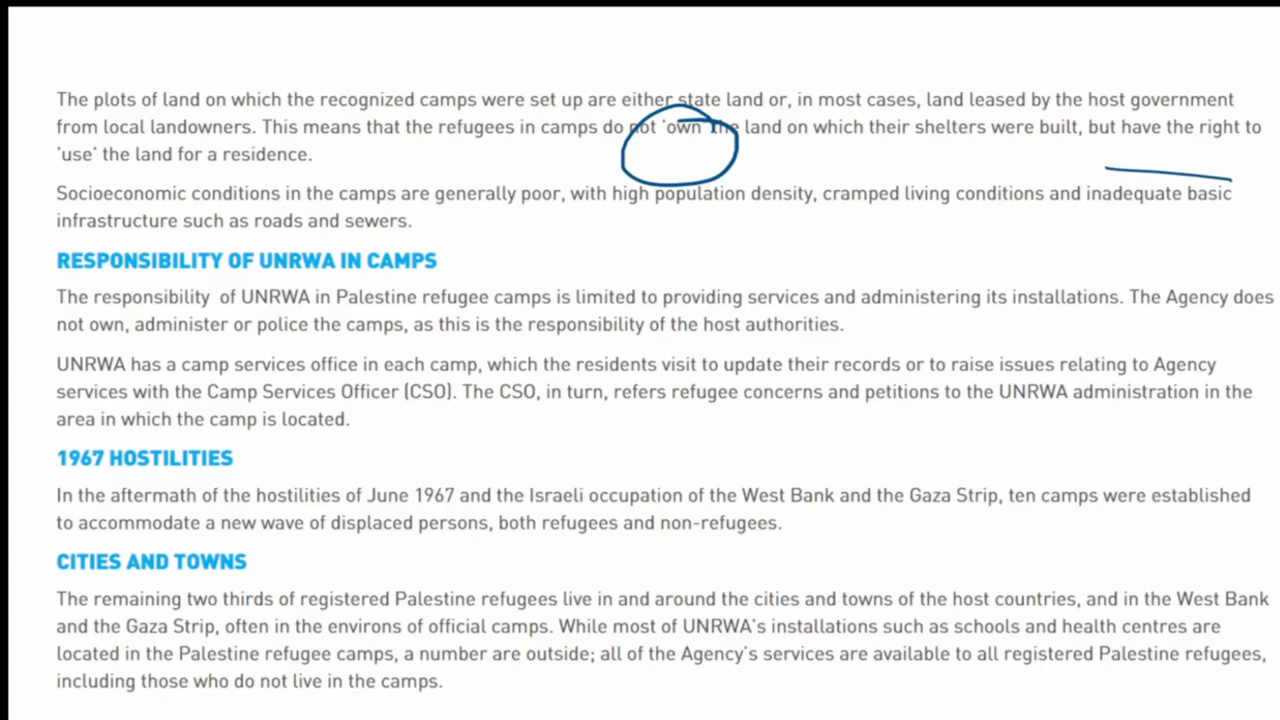 The plots of land on which the recognized camps were set up are either state land or, in most cases, land leased by the host government
from local landowners. This means that the refugees in camps do not 'own' the land on which their shelters were built, but have the right to
'use' the land for a residence.
Socioeconomic conditions in the camps are generally poor, with high population density, cramped living conditions and inadequate basic
infrastructure such as roads and sewers.
RESPONSIBILITY OF UNRWA IN CAMPS
The responsibility of UNRWA in Palestine refugee camps is limited to providing services and administering its installations. The Agency does
not own, administer or police the camps, as this is the responsibility of the host authorities.
UNRWA has a camp services office in each camp, which the residents visit to update their records or to raise issues relating to Agency
services with the Camp Services Officer (CSO). The CSO, in turn, refers refugee concerns and petitions to the UNRWA administration in the
area in which the camp is located.
1967 HOSTILITIES
In the aftermath of the hostilities of June 1967 and the Israeli occupation of the West Bank and the Gaza Strip, ten camps were established
to accommodate a new wave of displaced persons, both refugees and non-refugees.
CITIES AND TOWNS
The remaining two thirds of registered Palestine refugees live in and around the cities and towns of the host countries, and in the West Bank
and the Gaza Strip, often in the environs of official camps. While most of UNRWA's installations such as schools and health centres are
located in the Palestine refugee camps, a number are outside; all of the Agency's services are available to all registered Palestine refugees,
including those who do not live in the camps.